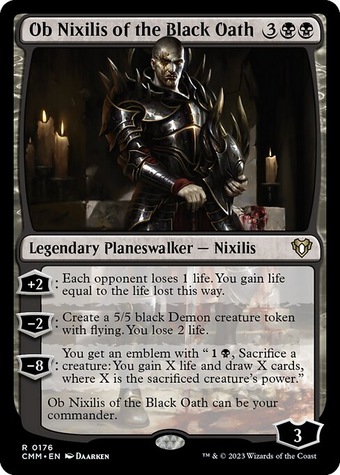 Ob Nixilis of the Black Oath 3
Legendary Planeswalker — Nixilis
+2 : Each opponent loses 1 life. You gain life
equal to the life lost this way.
-2 : Create a 5/5 black Demon creature token
with flying. You lose 2 life.
You get an emblem with “ 1 , Sacrifice a
-8 : creature: You gain X life and draw X cards,
where X is the sacrificed creature’s power.”
Ob Nixilis of the Black Oath can be
your commander.
3
R 0176
CMM • EN Daarken
™ & © 2023 Wizards of the Coast